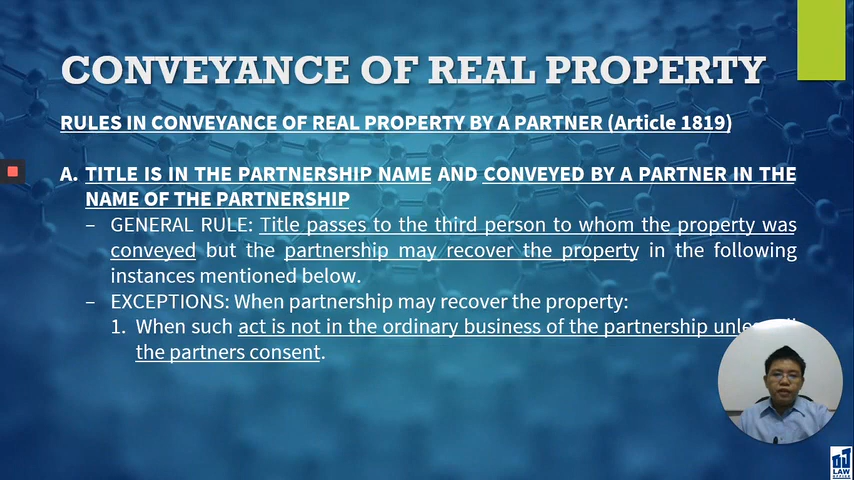 CONVEYANCE OF REAL PROPERTY
RULES IN CONVEYANCE OF REAL PROPERTY BY A PARTNER (Article 1819)
A. TITLE IS IN THE PARTNERSHIP NAME AND CONVEYED BY A PARTNER IN THE
NAME OF THE PARTNERSHIP
– GENERAL RULE: Title passes to the third person to whom the property was
conveyed but the partnership may recover the property in the following
instances mentioned below.
– EXCEPTIONS: When partnership may recover the property:
1. When such act is not in the ordinary business of the partnership
the partners consent.
LAW